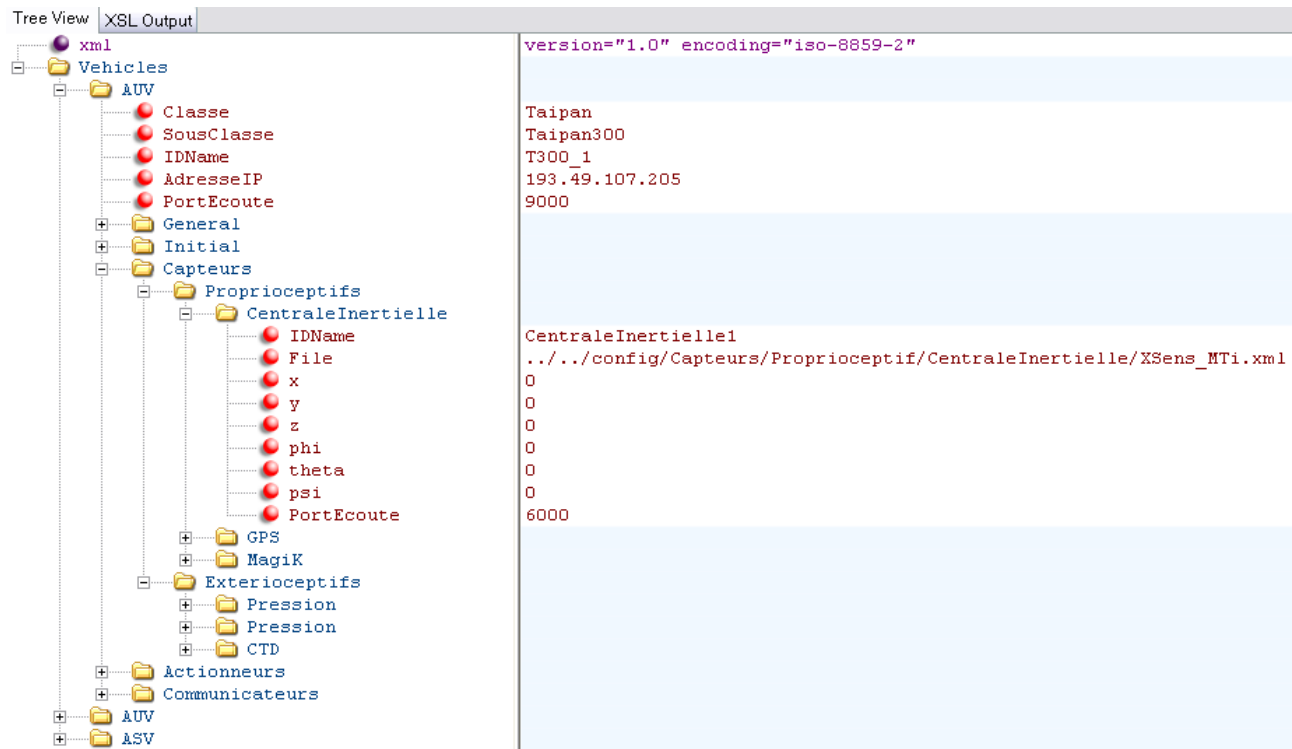 Tree View XSL Output
xml version="1.0" encoding="iso-8859-2"
Vehicles
AUV
Classe Taipan
SousClasse Taipan300
IDName T300_1
AdresseIP 193.49.107.205
PortEcoute 9000
General
Initial
Capteurs
Proprioceptifs
CentraleInertielle
IDName CentraleInertielle1
File ../../config/Capteurs/Proprioceptif/CentraleInertielle/XSens_MTi.xml
x 0
y 0
z 0
phi 0
theta 0
psi 0
PortEcoute 6000
GPS
MagiK
Exterioceptifs
Pression
Pression
CTD
Actionneurs
Communicateurs
AUV
ASV